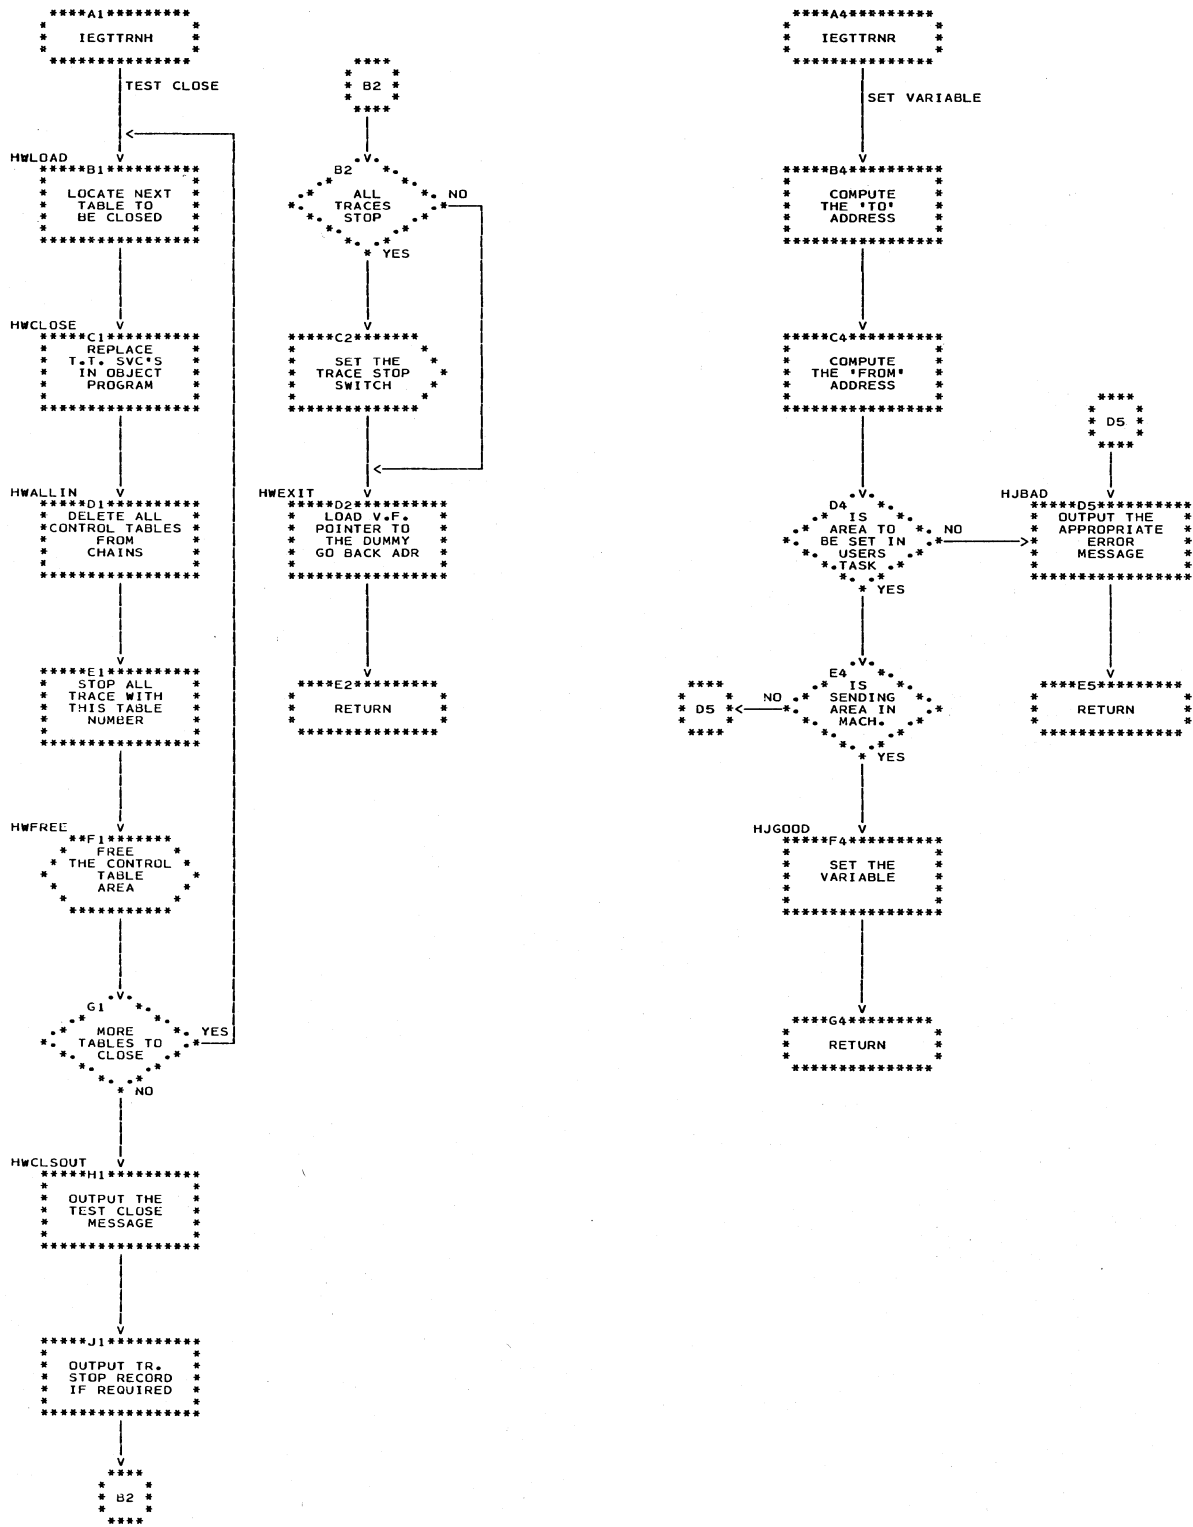 A1
IEGTTRNH
TEST CLOSE
HWLOAD
B1
LOCATE NEXT
TABLE TO
BE CLOSED
HWCLOSE
C1
REPLACE
T.T. SVC'S
IN OBJECT
PROGRAM
HWALLIN
D1
DELETE ALL
CONTROL TABLES
FROM
CHAINS
E1
STOP ALL
TRACE WITH
THIS TABLE
NUMBER
HWFREE
F1
FREE
THE CONTROL
TABLE
AREA
G1
MORE
TABLES TO
CLOSE
YES
NO
HWCLSOUT
H1
OUTPUT THE
TEST CLOSE
MESSAGE
J1
OUTPUT TR.
STOP RECORD
IF REQUIRED
B2
B2
B2
ALL
TRACES
STOP
NO
YES
C2
SET THE
TRACE STOP
SWITCH
HWEXIT
D2
LOAD V.F.
POINTER TO
THE DUMMY
GO BACK ADR
E2
RETURN
A4
IEGTTRNR
SET VARIABLE
B4
COMPUTE
THE 'TO'
ADDRESS
C4
COMPUTE
THE 'FROM'
ADDRESS
D4
IS
AREA TO
BE SET IN
USERS
TASK
NO
YES
E4
IS
SENDING
AREA IN
MACH.
NO
D5
YES
HJGOOD
F4
SET THE
VARIABLE
G4
RETURN
D5
HJBAD
D5
OUTPUT THE
APPROPRIATE
ERROR
MESSAGE
E5
RETURN